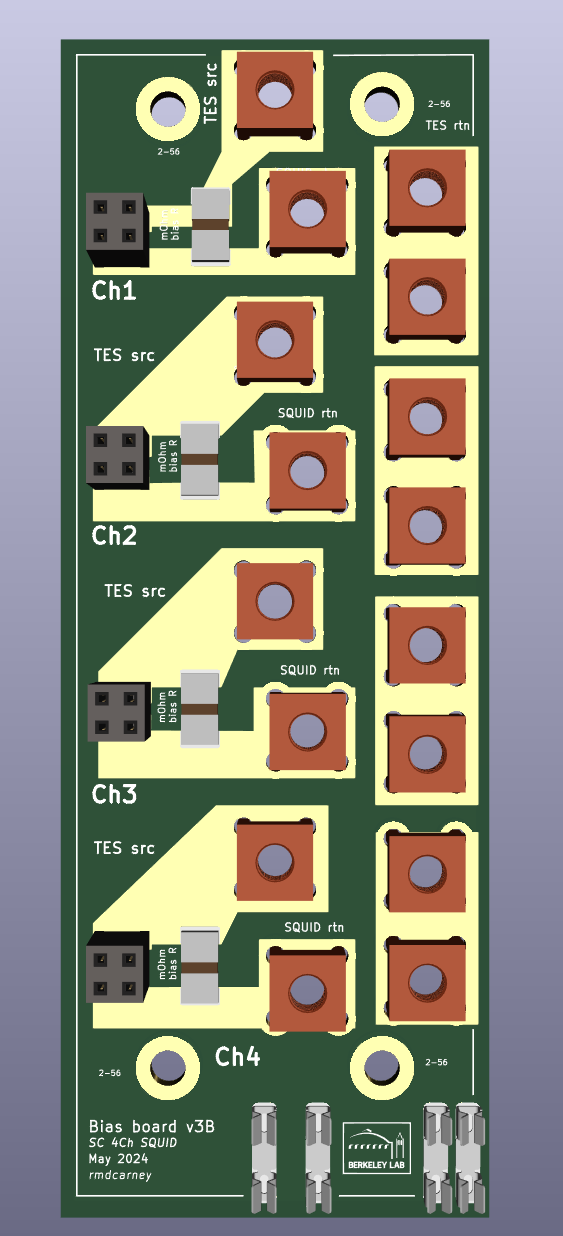 TES src
2-56
2-56
TES rtn
mOhm
bias R
Ch1
TES src
SQUID rtn
mOhm
bias R
Ch2
TES src
SQUID rtn
mOhm
bias R
Ch3
TES src
SQUID rtn
mOhm
bias R
Ch4
2-56
2-56
Bias board v3B
SC 4Ch SQUID
May 2024
rmdcarney
BERKELEY LAB